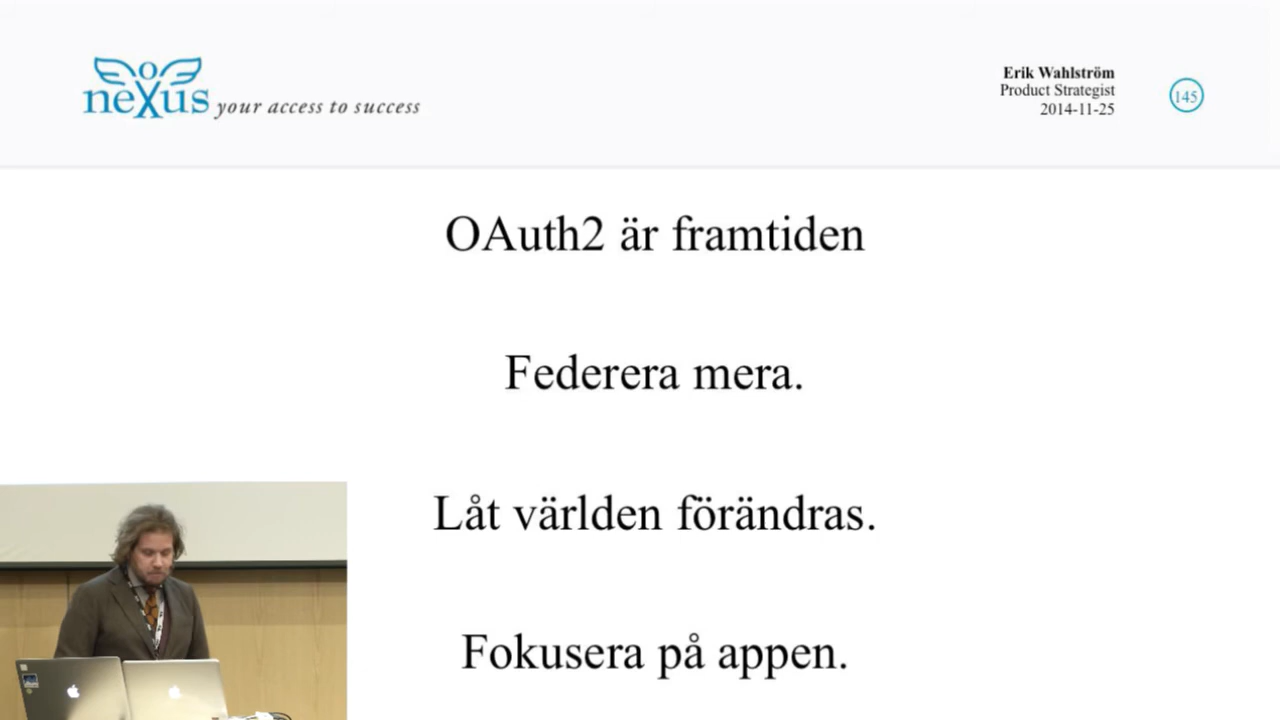 neXus your access to success
Erik Wahlström
Product Strategist
2014-11-25
145
OAuth2 är framtiden
Federera mera.
Låt världen förändras.
Fokusera på appen.